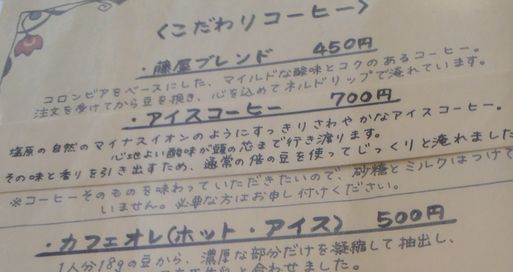 <こだわりコーヒー>
・藤屋ブレンド 450円
コロンビアをベースにした、マイルドな酸味とコクのあるコーヒー。
注文を受けてから豆を挽き、心を込めてネルドリップで淹れています。
・アイスコーヒー 700円
塩原の自然のマイナスイオンのようにすっきりさわやかなアイスコーヒー。
心地よい酸味が頭の芯まで行き渡ります。
その味と香りを引き出すため、通常の倍の豆を使ってじっくりと淹れました
※コーヒーそのものを味わっていただきたいので、砂糖とミルクはつけて
いません。必要な方はお申し付けください。
・カフェオレ(ホット・アイス) 500円
1人分18gの豆から、濃厚な部分だけを凝縮して抽出し、
と合わせました。